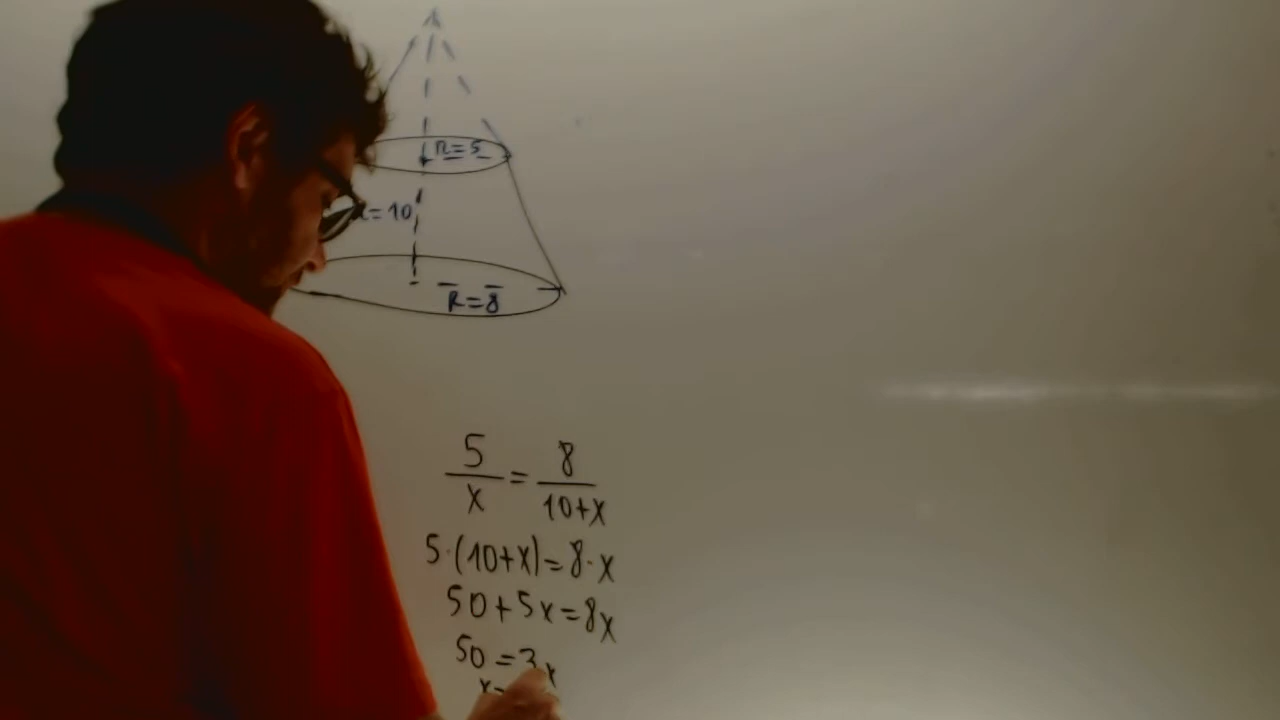 r=5
=10
R=8
5/x = 8/(10+x)
5·(10+x)=8·x
50+5x=8x
50=3x
x=